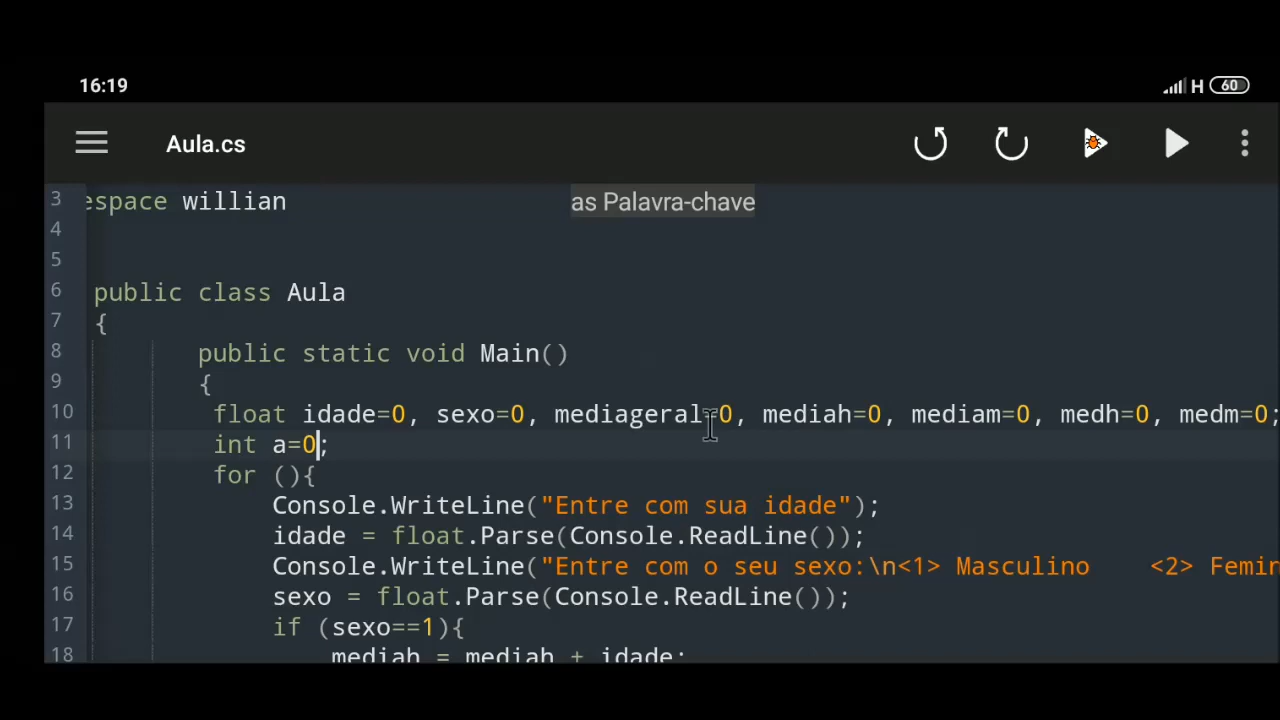 16:19
H 60
Aula.cs
3 espace willian
as Palavra-chave
4
5
6 public class Aula
7 {
8 public static void Main()
9 {
10 float idade=0, sexo=0, mediageral=0, mediah=0, mediam=0, medh=0, medm=0;
11 int a=0;
12 for (){
13 Console.WriteLine("Entre com sua idade");
14 idade = float.Parse(Console.ReadLine());
15 Console.WriteLine("Entre com o seu sexo:\n<1> Masculino <2> Femin
16 sexo = float.Parse(Console.ReadLine());
17 if (sexo==1){
18 mediah = mediah + idade;